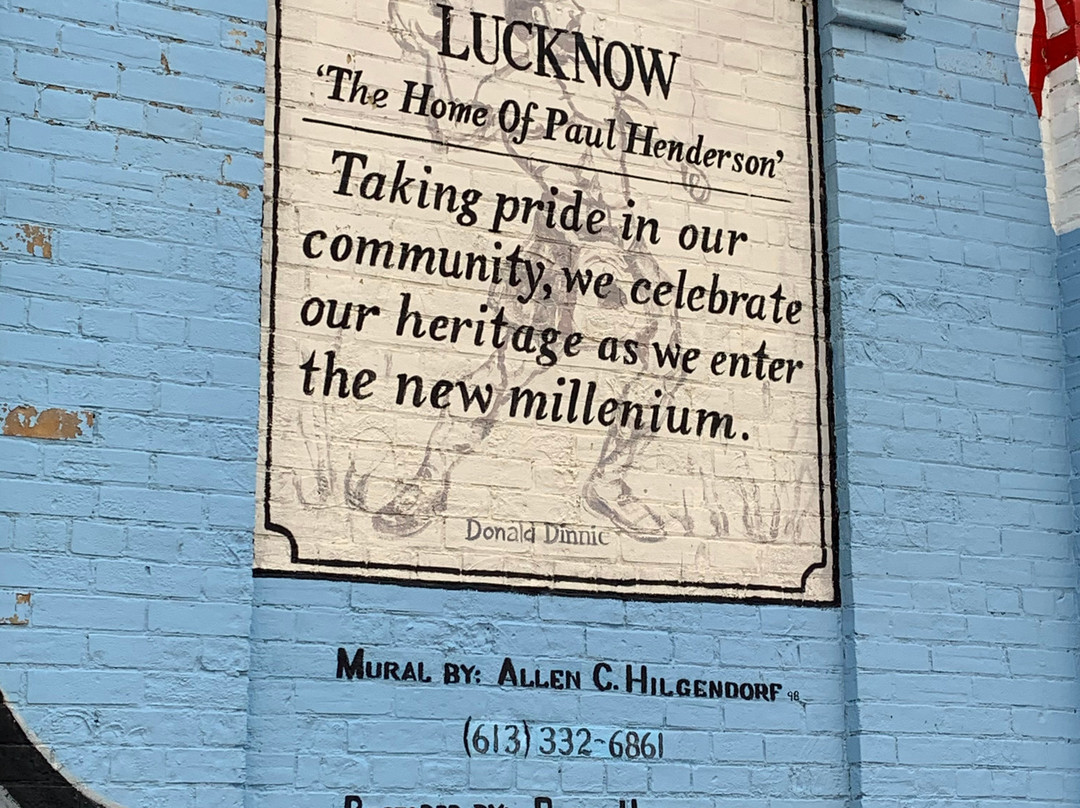 LUCKNOW
'The Home Of Paul Henderson'
Taking pride in our
community, we celebrate
our heritage as we enter
the new millenium.
Donald Dinnie
MURAL BY: ALLEN C. HILGENDORF 98
(613) 332-6861